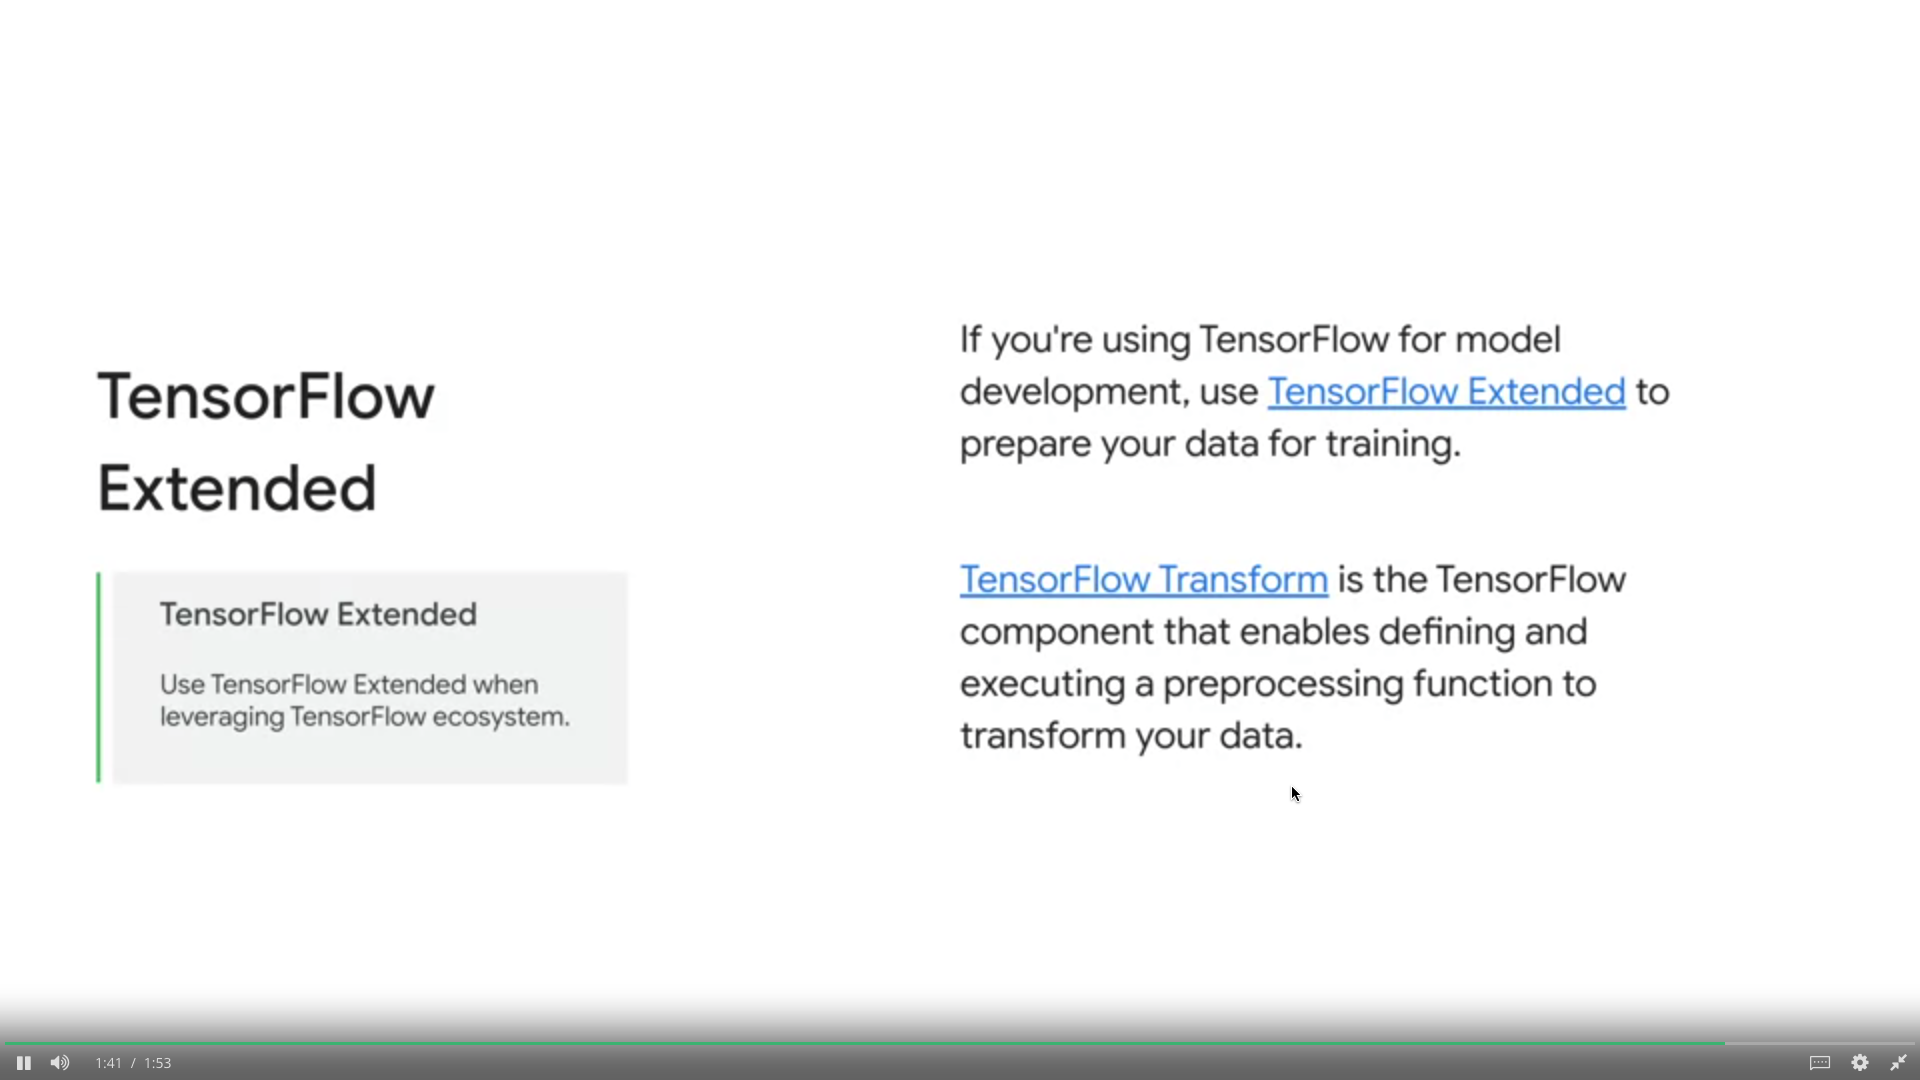 TensorFlow
Extended
TensorFlow Extended
Use TensorFlow Extended when
leveraging TensorFlow ecosystem.
If you're using TensorFlow for model
development, use TensorFlow Extended to
prepare your data for training.
TensorFlow Transform is the TensorFlow
component that enables defining and
executing a preprocessing function to
transform your data.
1:41 / 1:53